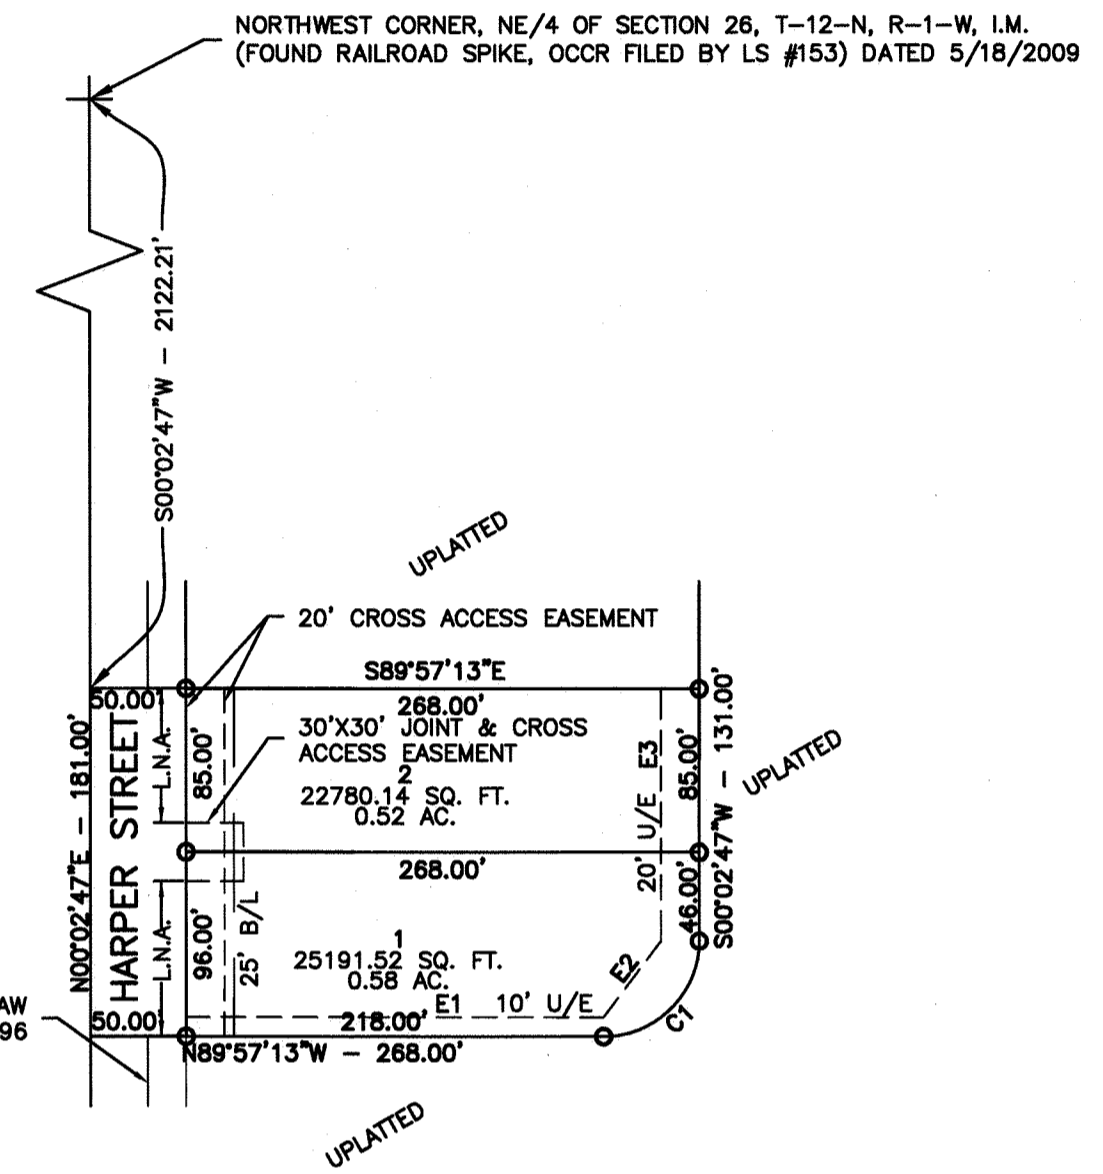 NORTHWEST CORNER, NE/4 OF SECTION 26, T-12-N, R-1-W, I.M.
(FOUND RAILROAD SPIKE, OCCR FILED BY LS #153) DATED 5/18/2009
S00°02'47"W - 2122.21'
UPLATTED
20' CROSS ACCESS EASEMENT
S89°57'13"E
50.00'
268.00'
30'X30' JOINT & CROSS
ACCESS EASEMENT
2
22780.14 SQ. FT.
0.52 AC.
N00°02'47"E - 181.00'
HARPER STREET
L.N.A.
85.00'
20' U/E E3
85.00'
S00°02'47"W - 131.00'
UPLATTED
268.00'
L.N.A.
96.00'
25' B/L
46.00'
1
25191.52 SQ. FT.
0.58 AC.
E2
E1 10' U/E
C1
AW
96
50.00'
218.00'
N89°57'13"W - 268.00'
UPLATTED